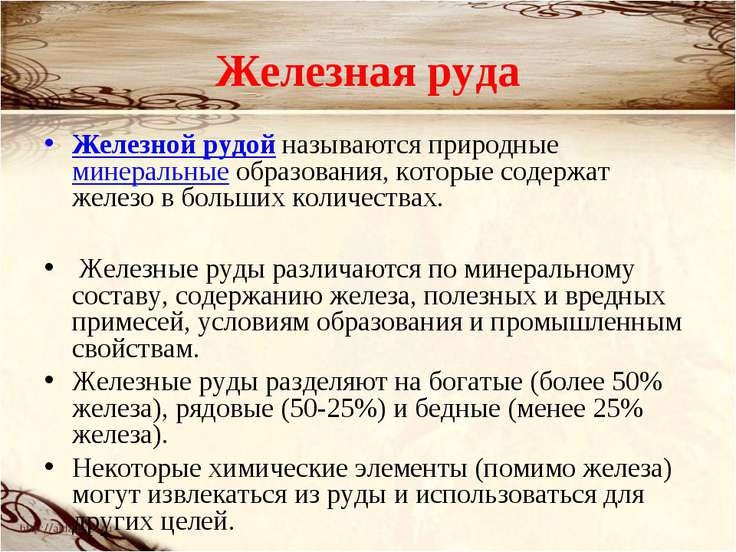 Железная руда
Железной рудой называются природные
минеральные образования, которые содержат
железо в больших количествах.
Железные руды различаются по минеральному
составу, содержанию железа, полезных и вредных
примесей, условиям образования и промышленным
свойствам.
Железные руды разделяют на богатые (более 50%
железа), рядовые (50-25%) и бедные (менее 25%
железа).
Некоторые химические элементы (помимо железа)
могут извлекаться из руды и использоваться для
других целей.